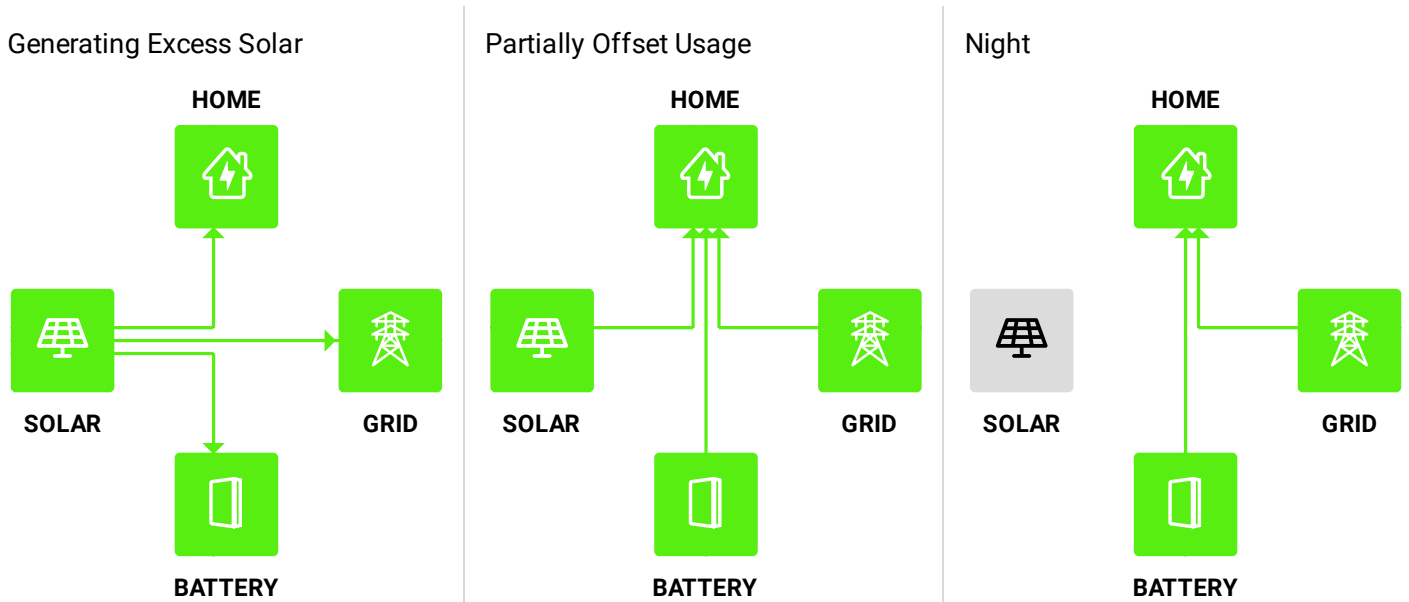 Generating Excess Solar
HOME
SOLAR
GRID
BATTERY
Partially Offset Usage
HOME
SOLAR
GRID
BATTERY
Night
HOME
SOLAR
GRID
BATTERY